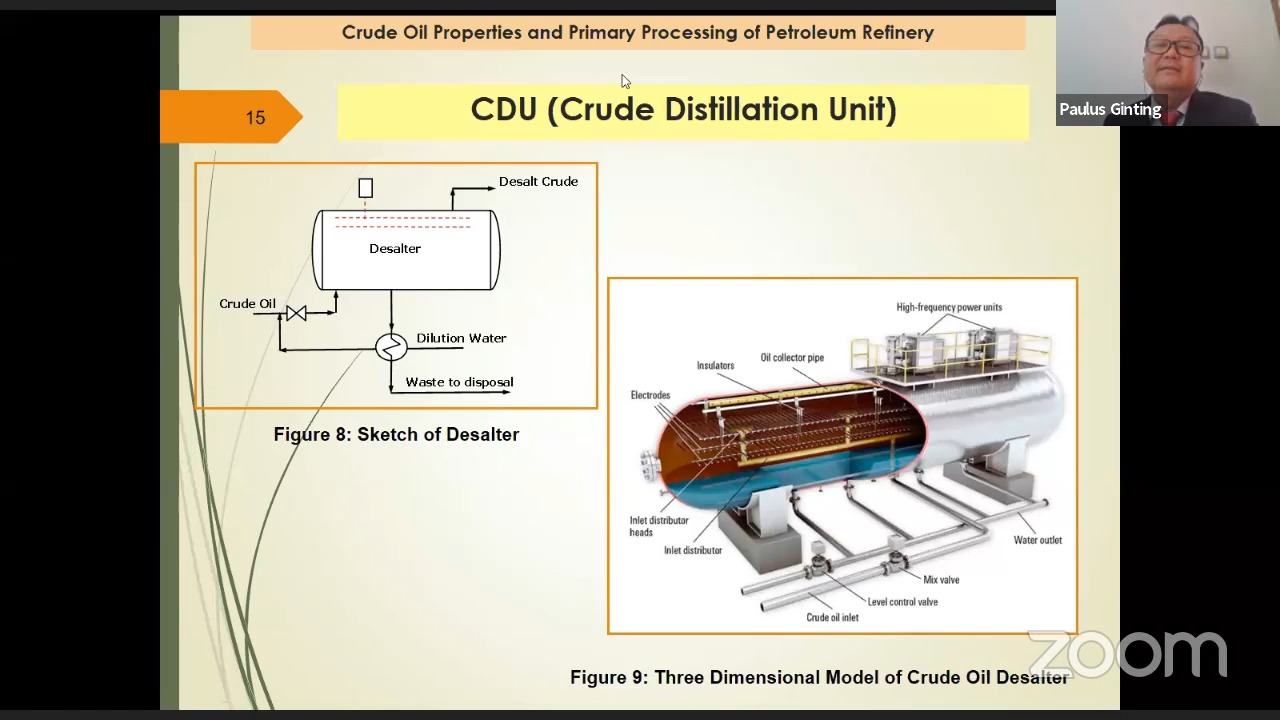 Crude Oil Properties and Primary Processing of Petroleum Refinery
Paulus Ginting
15
CDU (Crude Distillation Unit)
Desalt Crude
Desalter
Crude Oil
Dilution Water
Waste to disposal
Figure 8: Sketch of Desalter
High-frequency power units
Oil collector pipe
Insulators
Electrodes
Inlet distributor
heads
Inlet distributor
Water outlet
Mix valve
Level control valve
Crude oil inlet
Figure 9: Three Dimensional Model of Crude Oil Desalter
zoom